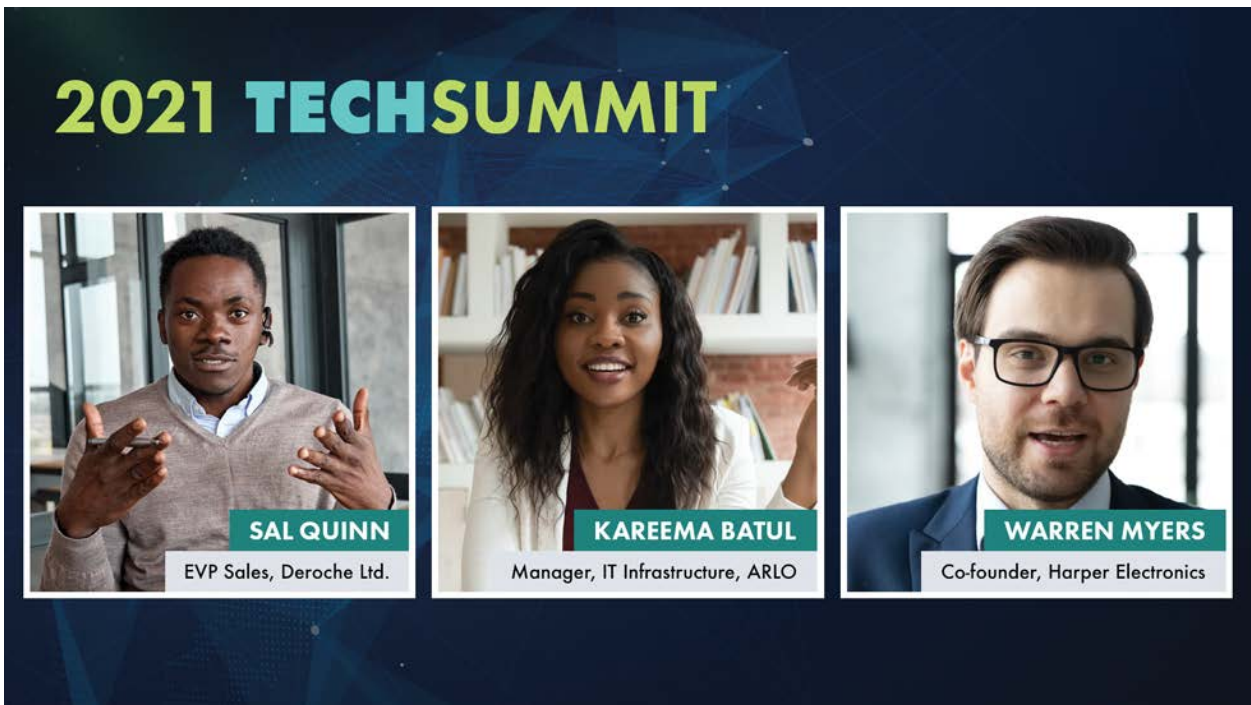 2021 TECHSUMMIT
SAL QUINN
EVP Sales, Deroche Ltd.
KAREEMA BATUL
Manager, IT Infrastructure, ARLO
WARREN MYERS
Co-founder, Harper Electronics